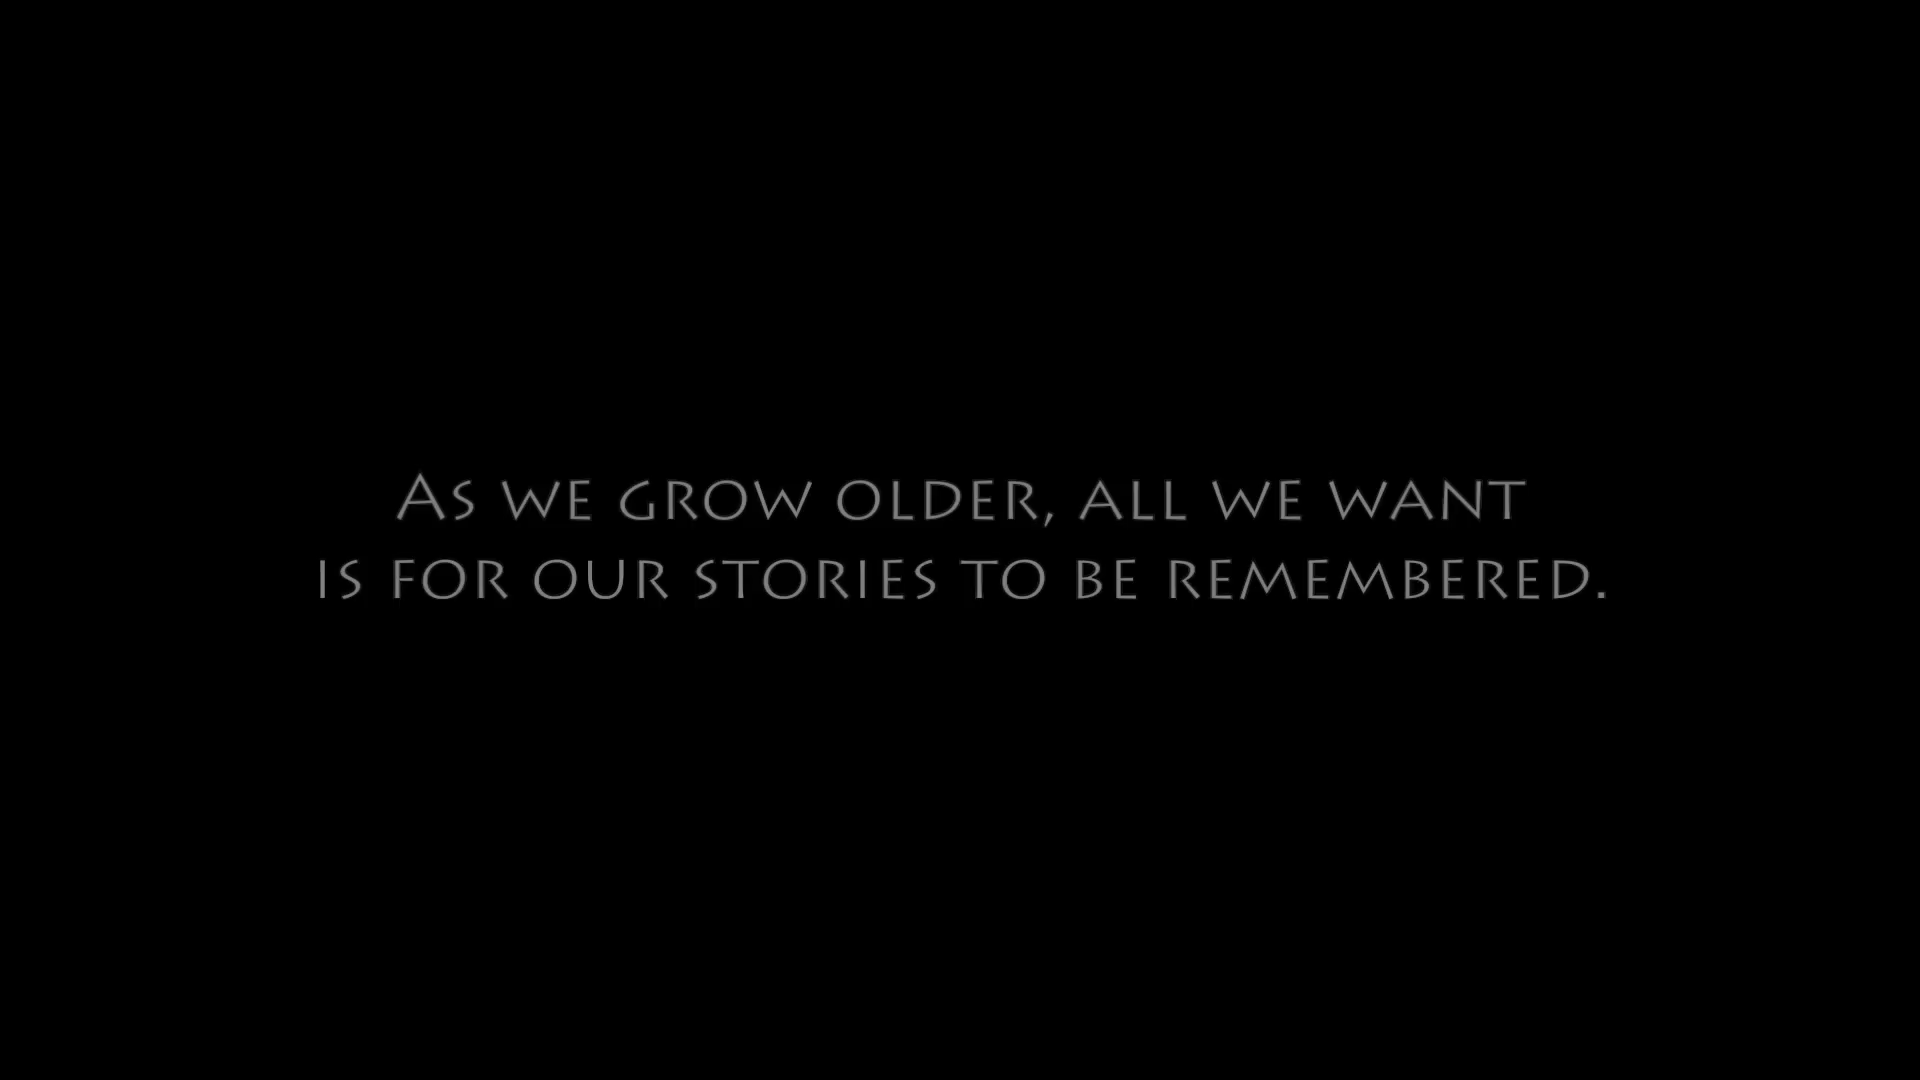 As we grow older, all we want
is for our stories to be remembered.